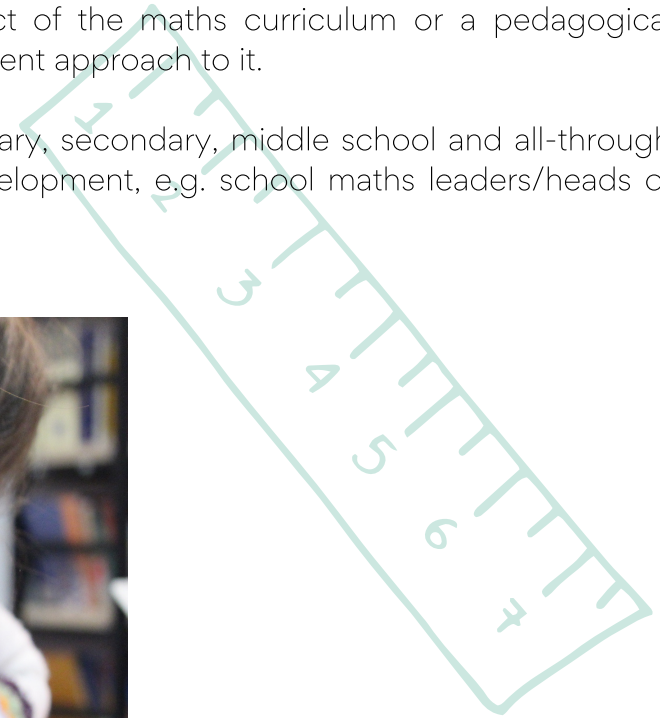 ct of the maths curriculum or a pedagogica
ent approach to it.
ary, secondary, middle school and all-through
elopment, e.g. school maths leaders/heads o
1
2
3
4
5
6
7